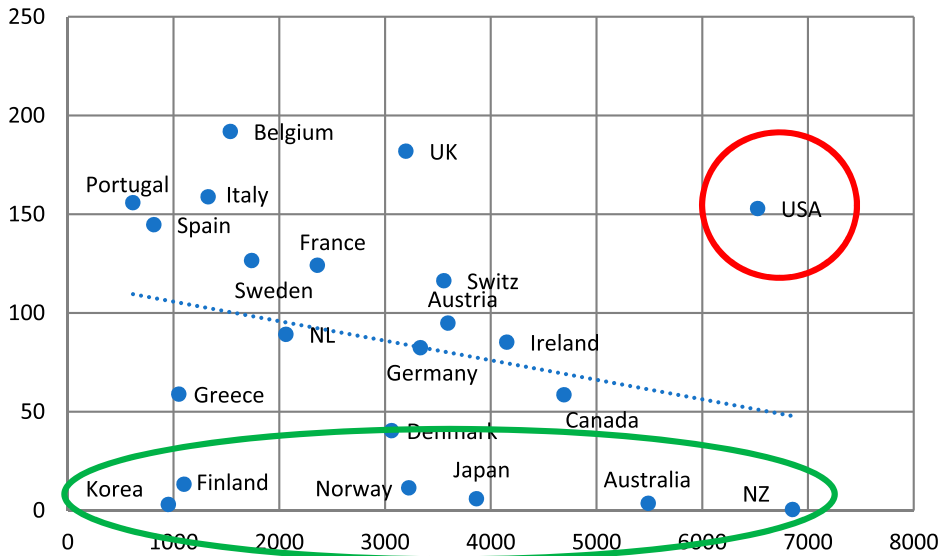 250
200
Belgium
UK
Portugal
Italy
150
USA
Spain
France
Sweden
Switz
100
Austria
NL
Ireland
Germany
Greece
50
Canada
Denmark
Japan
Korea
Finland
Norway
Australia
NZ
0
0 1000 2000 3000 4000 5000 6000 7000 8000